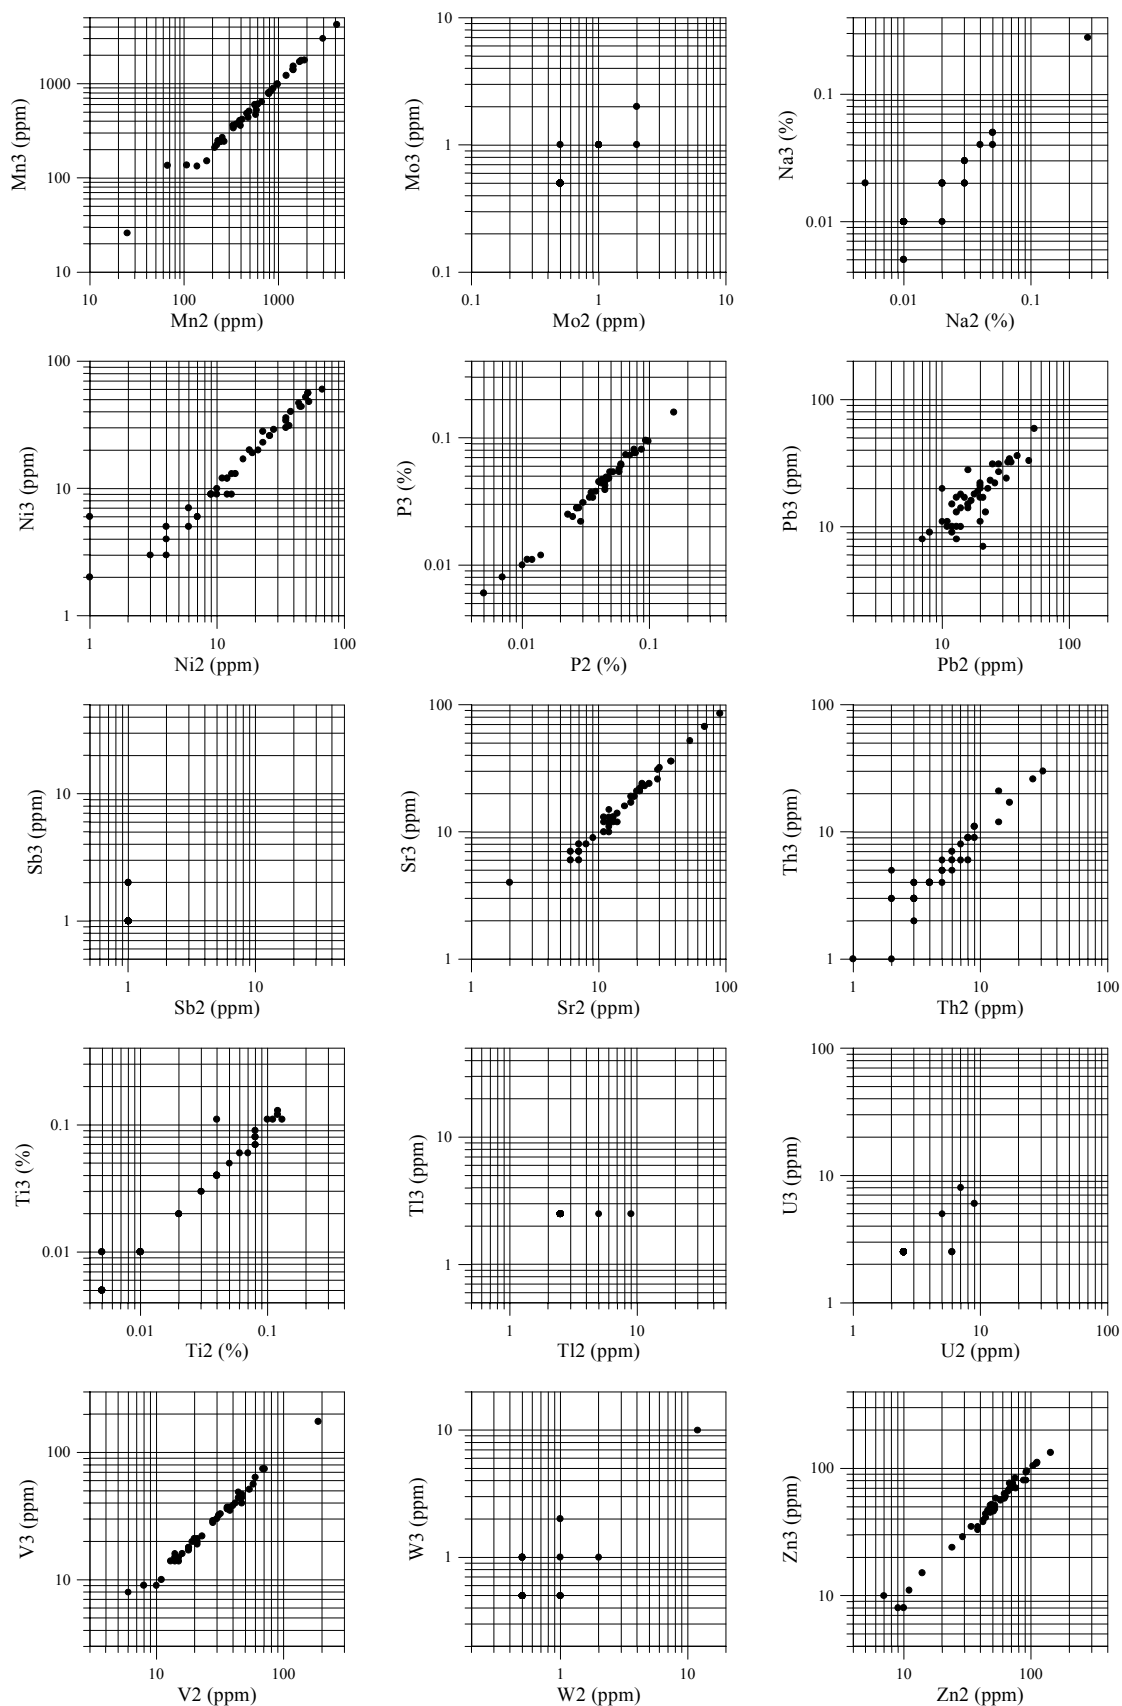 1000
100
10
Mn3 (ppm)
10 100 1000
Mn2 (ppm)
10
1
0.1
Mo3 (ppm)
0.1 1 10
Mo2 (ppm)
0.1
0.01
Na3 (%)
0.01 0.1
Na2 (%)
100
10
1
Ni3 (ppm)
1 10 100
Ni2 (ppm)
0.1
0.01
P3 (%)
0.01 0.1
P2 (%)
100
10
Pb3 (ppm)
10 100
Pb2 (ppm)
10
1
Sb3 (ppm)
1 10
Sb2 (ppm)
100
10
1
Sr3 (ppm)
1 10 100
Sr2 (ppm)
100
10
1
Th3 (ppm)
1 10 100
Th2 (ppm)
0.1
0.01
Ti3 (%)
0.01 0.1
Ti2 (%)
10
1
Tl3 (ppm)
1 10
Tl2 (ppm)
100
10
1
U3 (ppm)
1 10 100
U2 (ppm)
100
10
V3 (ppm)
10 100
V2 (ppm)
10
1
W3 (ppm)
1 10
W2 (ppm)
100
10
Zn3 (ppm)
10 100
Zn2 (ppm)